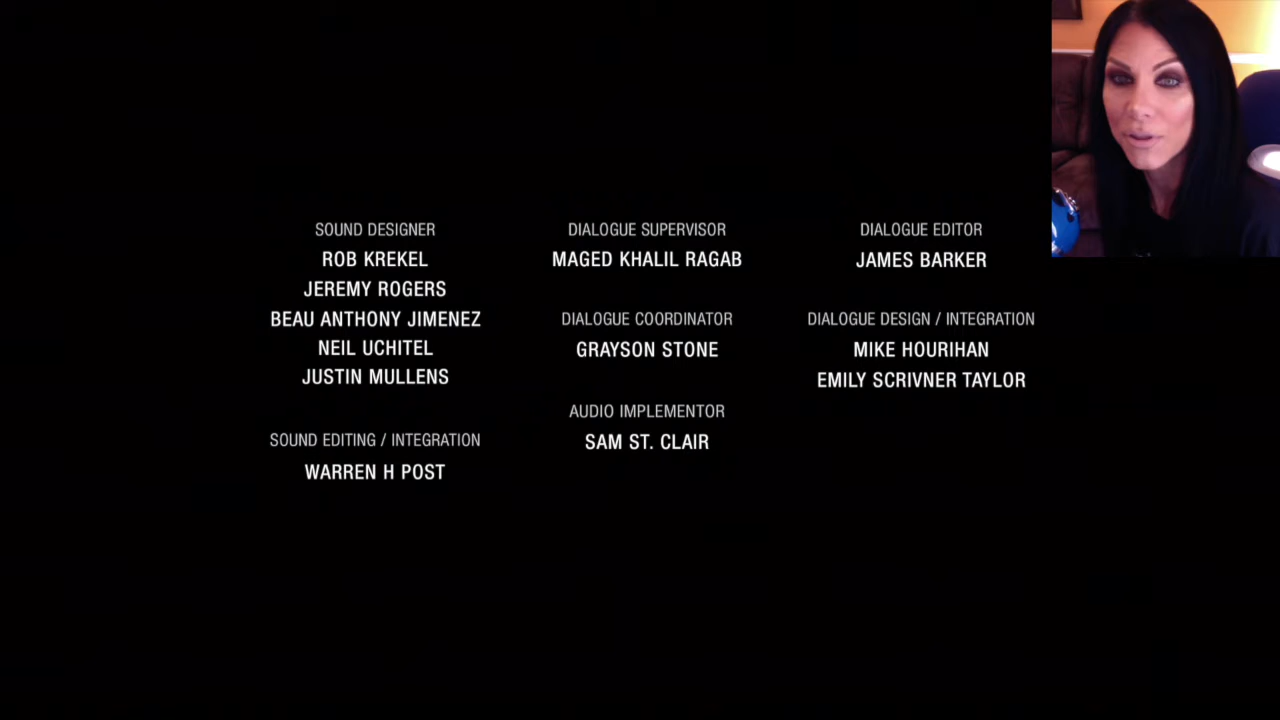 SOUND DESIGNER
ROB KREKEL
JEREMY ROGERS
BEAU ANTHONY JIMENEZ
NEIL UCHITEL
JUSTIN MULLENS
SOUND EDITING / INTEGRATION
WARREN H POST
DIALOGUE SUPERVISOR
MAGED KHALIL RAGAB
DIALOGUE COORDINATOR
GRAYSON STONE
AUDIO IMPLEMENTOR
SAM ST. CLAIR
DIALOGUE EDITOR
JAMES BARKER
DIALOGUE DESIGN / INTEGRATION
MIKE HOURIHAN
EMILY SCRIVNER TAYLOR